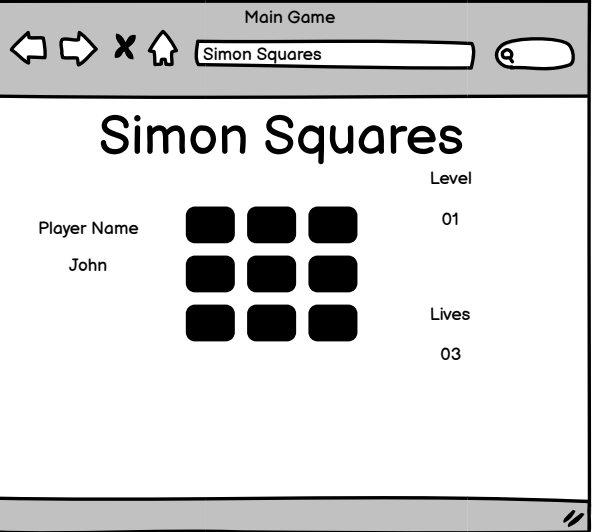 Main Game
Simon Squares
Simon Squares
Level
01
Player Name
John
Lives
03